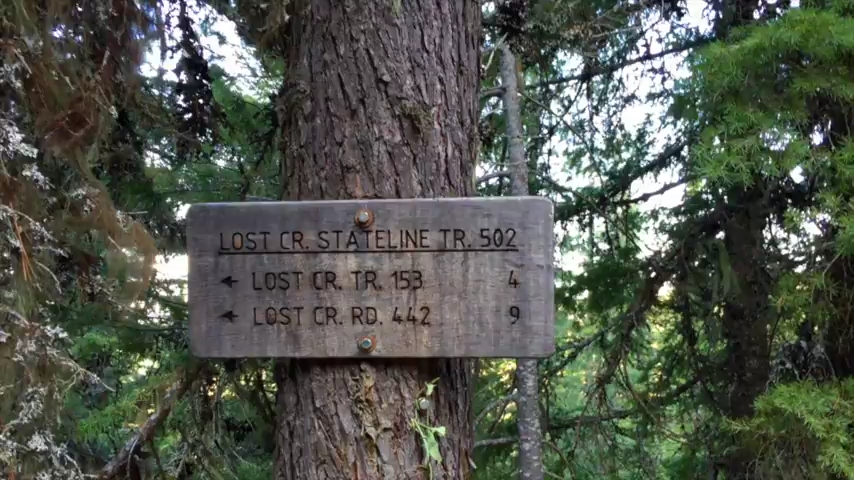 LOST CR. STATELINE TR. 502
← LOST CR. TR. 153 4
← LOST CR. RD. 442 9